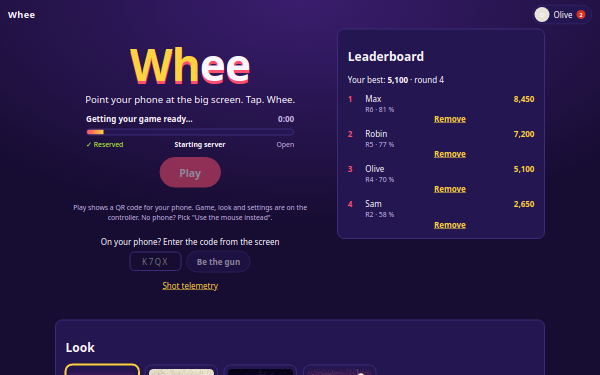 Whee
Olive 2
Whee
Point your phone at the big screen. Tap. Whee.
Getting your game ready... 0:00
✓ Reserved Starting server Open
Play
Play shows a QR code for your phone. Game, look and settings are on the
controller. No phone? Pick "Use the mouse instead".
On your phone? Enter the code from the screen
K7QX Be the gun
Shot telemetry
Leaderboard
Your best: 5,100 · round 4
1 Max 8,450
R6 · 81 %
Remove
2 Robin 7,200
R5 · 77 %
Remove
3 Olive 5,100
R4 · 70 %
Remove
4 Sam 2,650
R2 · 58 %
Remove
Look